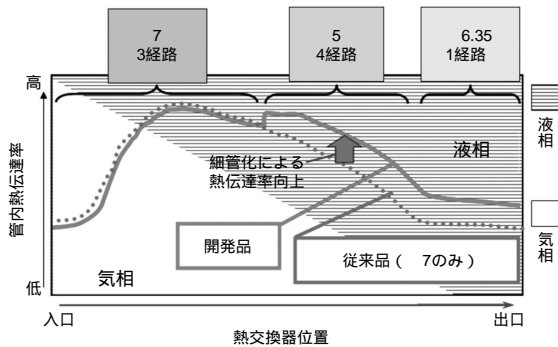 7
3経路
5
4経路
6.35
1経路
高
管内熱伝達率
低
細管化による
熱伝達率向上
液相
開発品
従来品（　7のみ）
気相
入口
出口
熱交換器位置
液相
気相